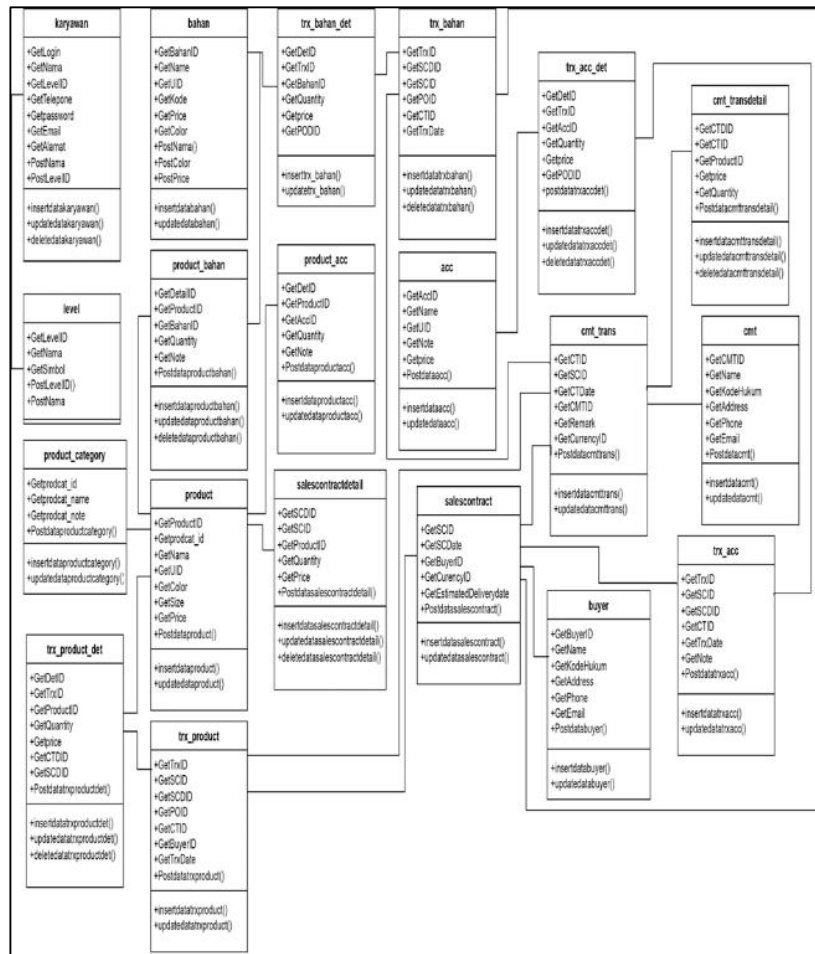 karyawan
+GetLogin
+GetNama
+GetLevelID
+GetTelepone
+Getpassword
+GetEmail
+GetAlamat
+PostNama
+PostLevelID
+insertdatakaryawan()
+updatedatakaryawan()
+deletedatakaryawan()
bahan
+GetBahanID
+GetName
+GetUID
+GetKode
+GetPrice
+GetColor
+PostNama()
+PostColor
+PostPrice
+insertdatabahan()
+updatedatabahan()
trx_bahan_det
+GetDetID
+GetTrxID
+GetBahanID
+GetQuantity
+Getprice
+GetPODID
+inserttrx_bahan()
+updatetrx_bahan()
trx_bahan
+GetTrxID
+GetSCDID
+GetSCID
+GetPOID
+GetCTID
+GetTrxDate
+insertdatatrxbahan()
+updatedatatrxbahan()
+deletedatatrxbahan()
trx_acc_det
+GetDetID
+GetTrxID
+GetAccID
+GetQuantity
+Getprice
+GetPODID
+postdatatrxaccdet()
+insertdatatrxaccdet()
+updatedatatrxaccdet()
+deletedatatrxaccdet()
cmt_transdetail
+GetCTDID
+GetCTID
+GetProductID
+Getprice
+GetQuantity
+Postdatacmttransdetail()
+insertdatacmttransdetail()
+updatedatacmttransdetail()
+deletedatacmttransdetail()
level
+GetLevelID
+GetNama
+GetSimbol
+PostLevelID()
+PostNama
product_bahan
+GetDetailID
+GetProductID
+GetBahanID
+GetQuantity
+GetNote
+Postdataproductbahan()
+insertdataproductbahan()
+updatedataproductbahan()
+deletedataproductbahan()
product_acc
+GetDetID
+GetProductID
+GetAccID
+GetQuantity
+GetNote
+Postdataproductacc()
+insertdataproductacc()
+updatedataproductacc()
acc
+GetAccID
+GetName
+GetUID
+GetNote
+Getprice
+Postdataacc()
+insertdataacc()
+updatedataacc()
cmt_trans
+GetCTID
+GetSCID
+GetCTDate
+GetCMTID
+GetRemark
+GetCurrencyID
+Postdatacmttrans()
+insertdatacmttrans()
+updatedatacmttrans()
cmt
+GetCMTID
+GetName
+GetKodeHukum
+GetAddress
+GetPhone
+GetEmail
+Postdatacmt()
+insertdatacmt()
+updatedatacmt()
product_category
+Getprodcat_id
+Getprodcat_name
+Getprodcat_note
+Postdataproductcategory()
+insertdataproductcategory()
+updatedataproductcategory()
product
+GetProductID
+Getprodcat_id
+GetNama
+GetUID
+GetColor
+GetSize
+GetPrice
+Postdataproduct()
+insertdataproduct()
+updatedataproduct()
salescontractdetail
+GetSCDID
+GetSCID
+GetProductID
+GetQuantity
+GetPrice
+Postdatasalescontractdetail()
+insertdatasalescontractdetail()
+updatedatasalescontractdetail()
+deletedatasalescontractdetail()
salescontract
+GetSCID
+GetSCDate
+GetBuyerID
+GetCurencyID
+GetEstimatedDeliverydate
+Postdatasalescontract()
+insertdatasalescontract()
+updatedatasalescontract()
buyer
+GetBuyerID
+GetName
+GetKodeHukum
+GetAddress
+GetPhone
+GetEmail
+Postdatabuyer()
+insertdatabuyer()
+updatedatabuyer()
trx_acc
+GetTrxID
+GetSCID
+GetSCDID
+GetCTID
+GetTrxDate
+GetNote
+Postdatatrxacc()
+insertdatatrxacc()
+updatedatatrxacc()
trx_product_det
+GetDetID
+GetTrxID
+GetProductID
+GetQuantity
+Getprice
+GetCTDID
+GetSCDID
+Postdatatrxproductdet()
+insertdatatrxproductdet()
+updatedatatrxproductdet()
+deletedatatrxproductdet()
trx_product
+GetTrxID
+GetSCID
+GetSCDID
+GetPOID
+GetCTID
+GetBuyerID
+GetTrxDate
+Postdatatrxproduct()
+insertdatatrxproduct()
+updatedatatrxproduct()